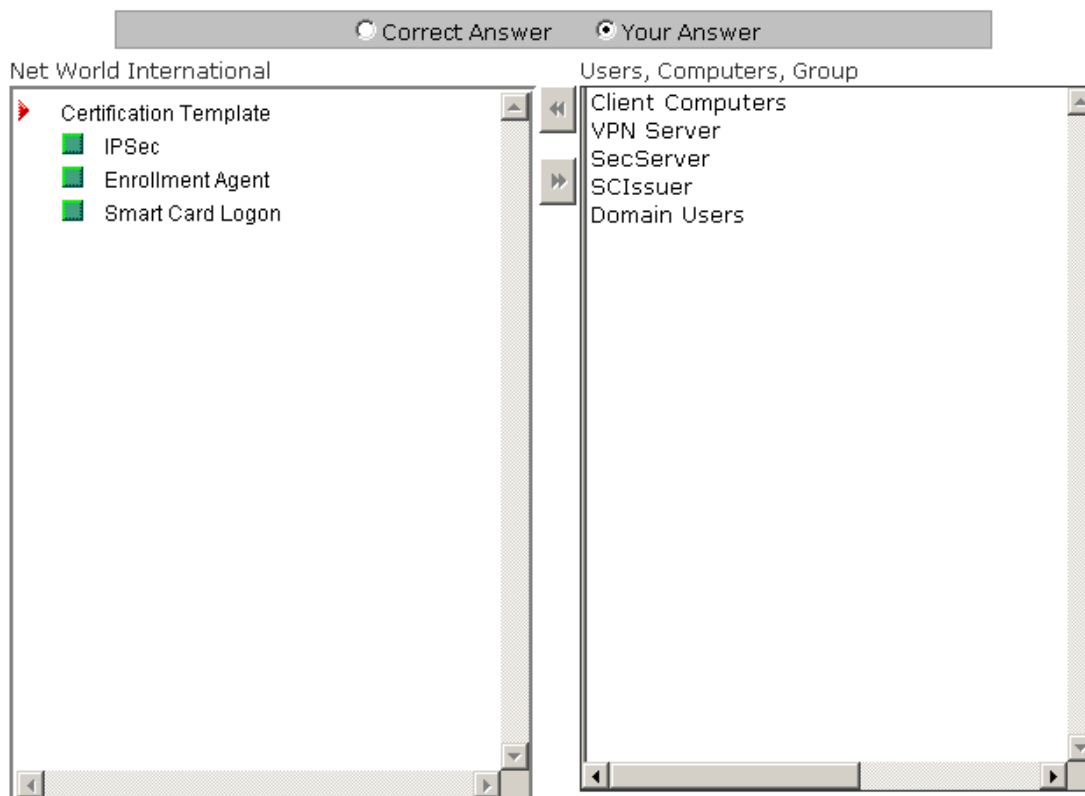 Correct Answer Your Answer
Net World International
Certification Template
IPSec
Enrollment Agent
Smart Card Logon
Users, Computers, Group
Client Computers
VPN Server
SecServer
SCIssuer
Domain Users